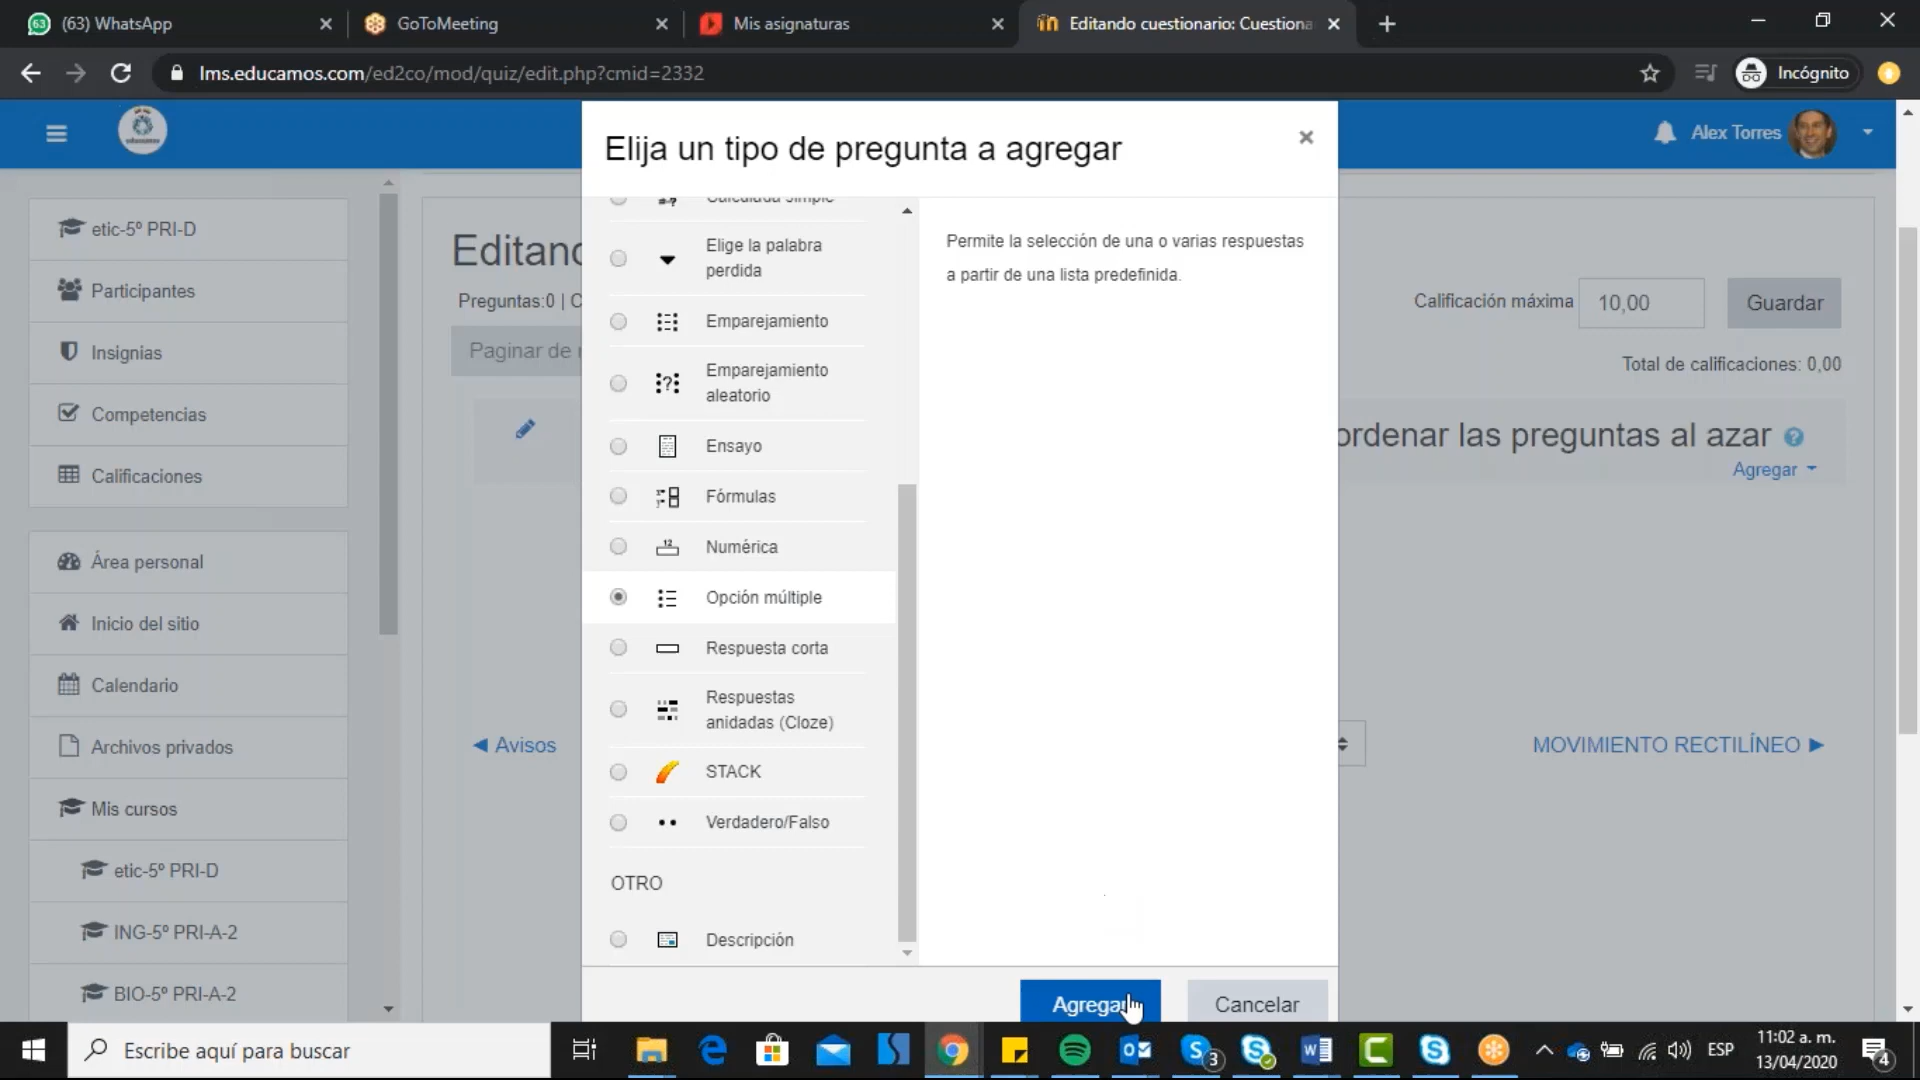 (63) WhatsApp
GoToMeeting
Mis asignaturas
Editando cuestionario: Cuestiona
lms.educamos.com/ed2co/mod/quiz/edit.php?cmid=2332
Incógnito
Alex Torres
etic-5º PRI-D
Participantes
Insignias
Competencias
Calificaciones
Área personal
Inicio del sitio
Calendario
Archivos privados
Mis cursos
etic-5º PRI-D
ING-5º PRI-A-2
BIO-5º PRI-A-2
Preguntas:0 | C
Paginar de
Calificación máxima
10,00
Guardar
Total de calificaciones: 0,00
ordenar las preguntas al azar
Agregar
◄ Avisos
MOVIMIENTO RECTILÍNEO ►
Elija un tipo de pregunta a agregar
Calculada simple
Elige la palabra
perdida
Emparejamiento
Emparejamiento
aleatorio
Ensayo
Fórmulas
Numérica
Opción múltiple
Respuesta corta
Respuestas
anidadas (Cloze)
STACK
Verdadero/Falso
OTRO
Descripción
Permite la selección de una o varias respuestas
a partir de una lista predefinida.
Agregar
Cancelar
Escribe aquí para buscar
3
ESP
11:02 a. m.
13/04/2020
4